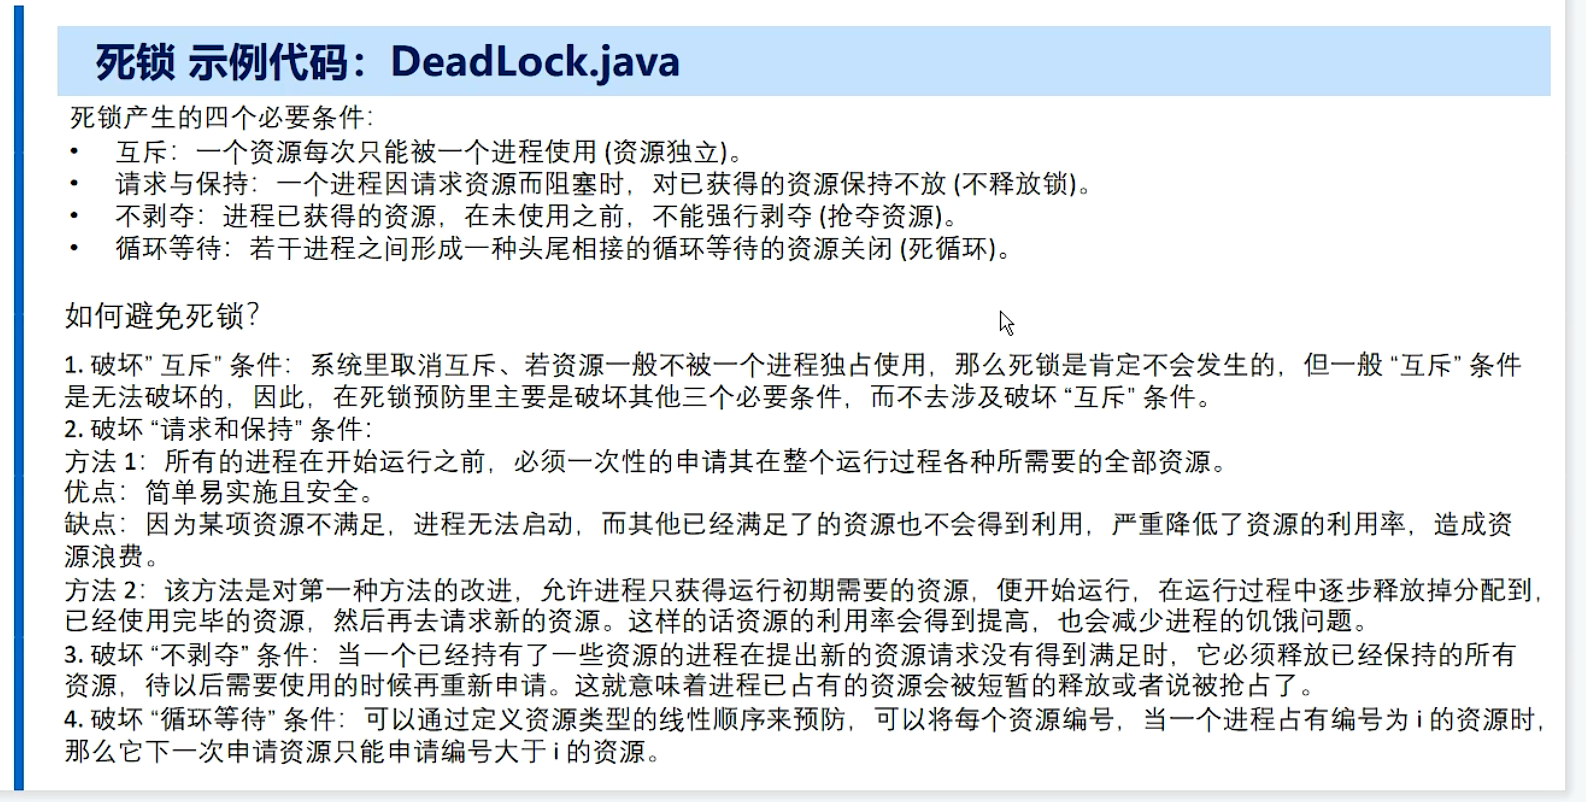 死锁 示例代码：DeadLock.java
死锁产生的四个必要条件：
• 互斥：一个资源每次只能被一个进程使用 (资源独立)。
• 请求与保持：一个进程因请求资源而阻塞时，对已获得的资源保持不放 (不释放锁)。
• 不剥夺：进程已获得的资源，在未使用之前，不能强行剥夺 (抢夺资源)。
• 循环等待：若干进程之间形成一种头尾相接的循环等待的资源关闭 (死循环)。
如何避免死锁？
1. 破坏” 互斥” 条件：系统里取消互斥、若资源一般不被一个进程独占使用，那么死锁是肯定不会发生的，但一般 “互斥” 条件
是无法破坏的，因此，在死锁预防里主要是破坏其他三个必要条件，而不去涉及破坏 “互斥” 条件。
2. 破坏 “请求和保持” 条件：
方法 1：所有的进程在开始运行之前，必须一次性的申请其在整个运行过程各种所需要的全部资源。
优点：简单易实施且安全。
缺点：因为某项资源不满足，进程无法启动，而其他已经满足了的资源也不会得到利用，严重降低了资源的利用率，造成资
源浪费。
方法 2：该方法是对第一种方法的改进，允许进程只获得运行初期需要的资源，便开始运行，在运行过程中逐步释放掉分配到，
已经使用完毕的资源，然后再去请求新的资源。这样的话资源的利用率会得到提高，也会减少进程的饥饿问题。
3. 破坏 “不剥夺” 条件：当一个已经持有了一些资源的进程在提出新的资源请求没有得到满足时，它必须释放已经保持的所有
资源，待以后需要使用的时候再重新申请。这就意味着进程已占有的资源会被短暂的释放或者说被抢占了。
4. 破坏 “循环等待” 条件：可以通过定义资源类型的线性顺序来预防，可以将每个资源编号，当一个进程占有编号为 i 的资源时，
那么它下一次申请资源只能申请编号大于 i 的资源。